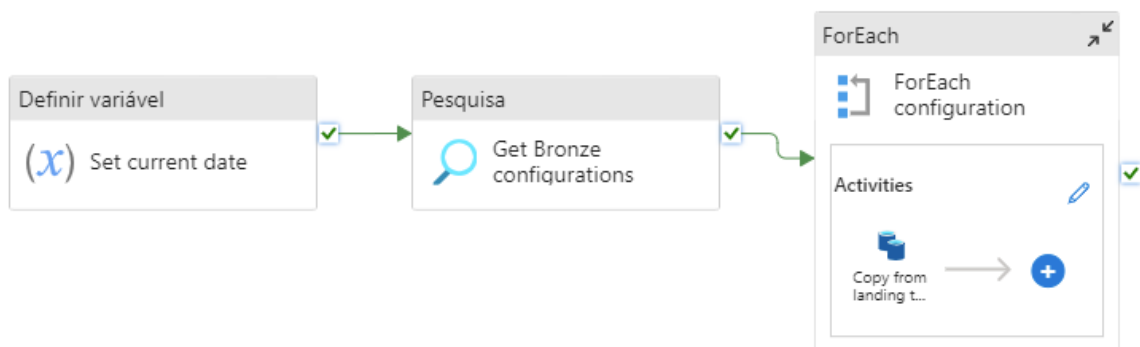 Definir variável
(x) Set current date
Pesquisa
Get Bronze
configurations
ForEach
ForEach
configuration
Activities
Copy from
landing t...